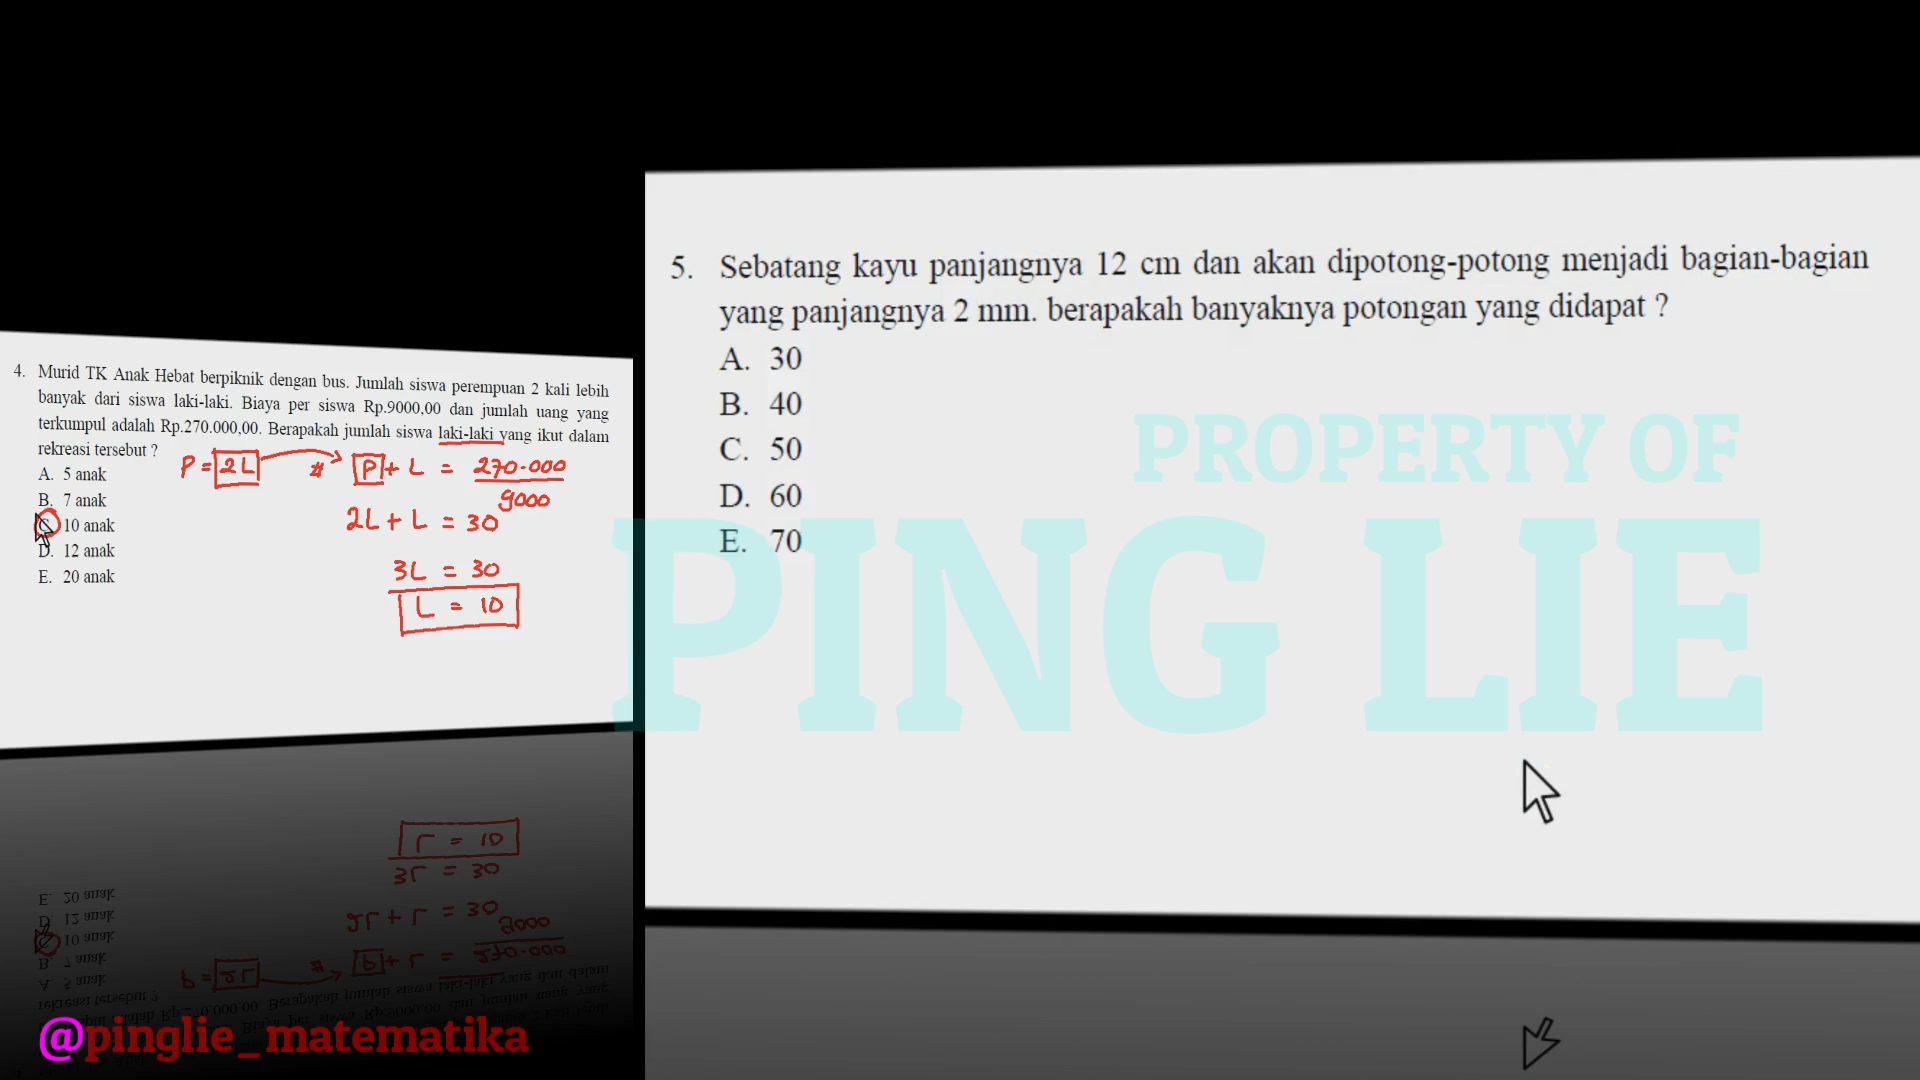 4. Murid TK Anak Hebat berpiknik dengan bus. Jumlah siswa perempuan 2 kali lebih
banyak dari siswa laki-laki. Biaya per siswa Rp.9000,00 dan jumlah uang yang
terkumpul adalah Rp.270.000,00. Berapakah jumlah siswa laki-laki yang ikut dalam
rekreasi tersebut ?
A. 5 anak
B. 7 anak
C. 10 anak
D. 12 anak
E. 20 anak
P = 2L
# P + L = 270.000
9000
2L + L = 30
3L = 30
L = 10
5. Sebatang kayu panjangnya 12 cm dan akan dipotong-potong menjadi bagian-bagian
yang panjangnya 2 mm. berapakah banyaknya potongan yang didapat ?
A. 30
B. 40
C. 50
D. 60
E. 70
PROPERTY OF
PING LIE
@pinglie_matematika